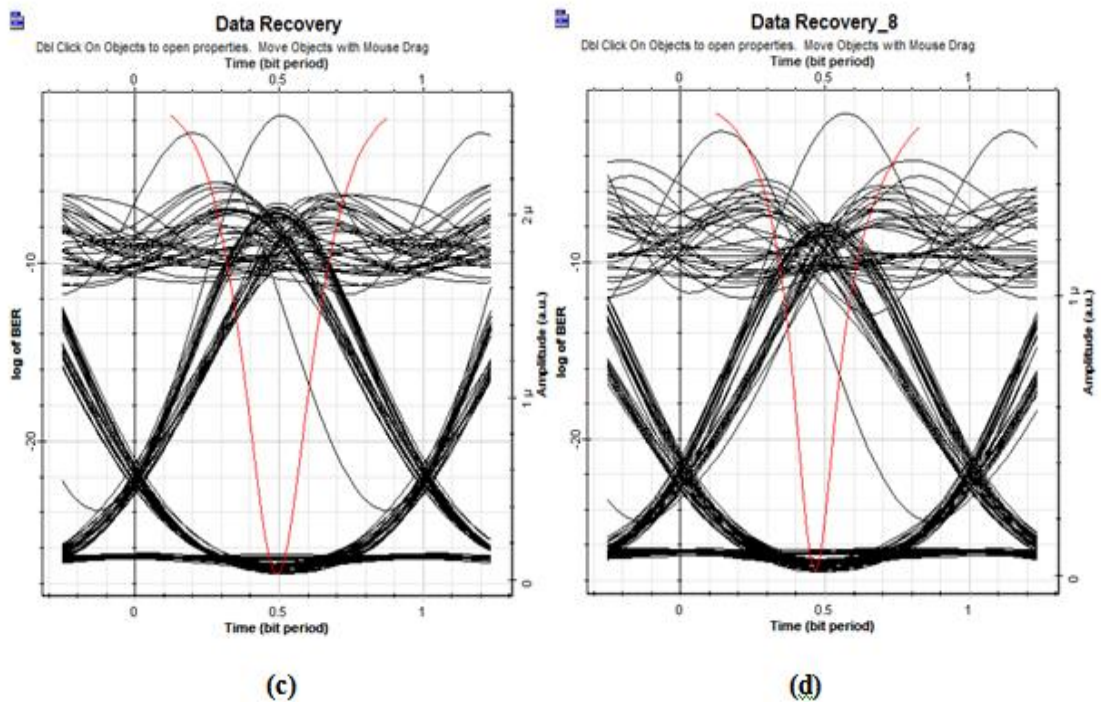 Data Recovery
Dbl Click On Objects to open properties. Move Objects with Mouse Drag
Time (bit period)
0 0.5 1
log of BER
-10
-20
2 µ
1 µ
0
Amplitude (a.u.)
0 0.5 1
Time (bit period)
(c)
Data Recovery_8
Dbl Click On Objects to open properties. Move Objects with Mouse Drag
Time (bit period)
0 0.5 1
log of BER
-10
-20
1 µ
0
Amplitude (a.u.)
0 0.5 1
Time (bit period)
(d)